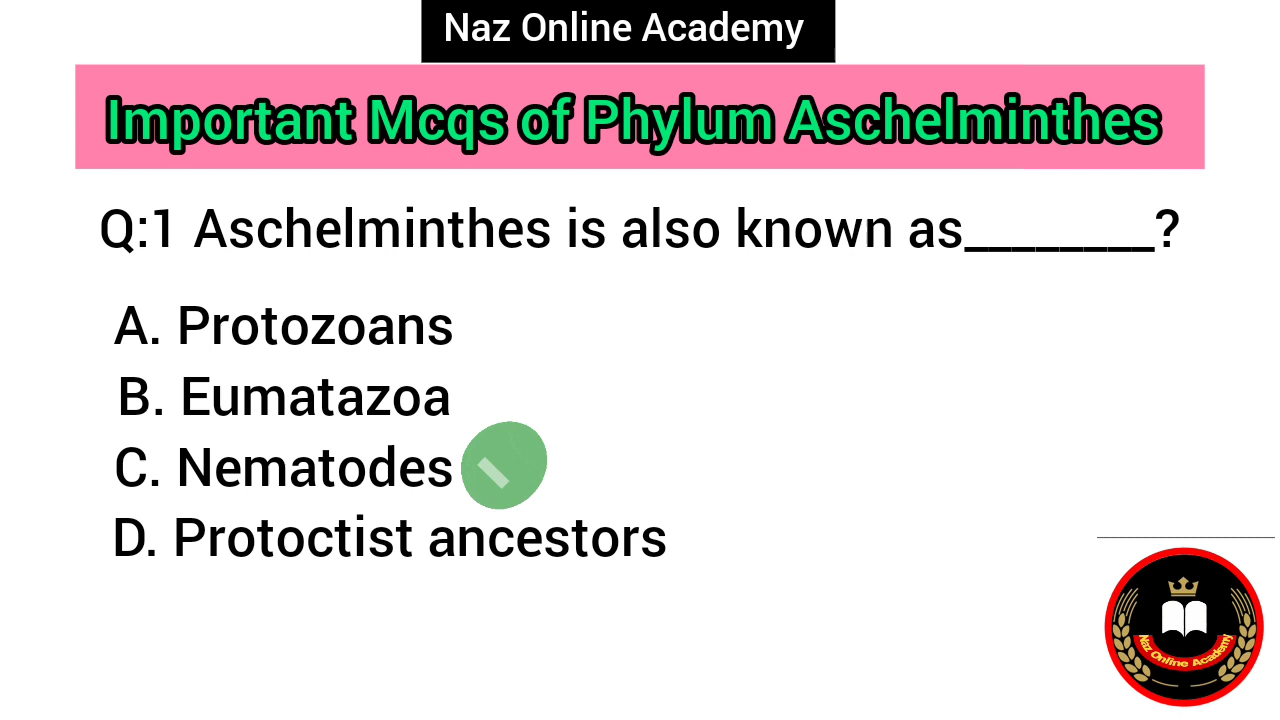 Naz Online Academy
Important Mcqs of Phylum Aschelminthes
Q:1 Aschelminthes is also known as________?
A. Protozoans
B. Eumatazoa
C. Nematodes
D. Protoctist ancestors
Naz Online Academy